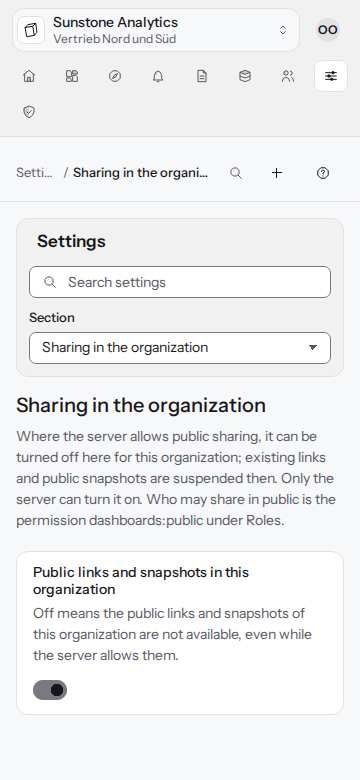 Sunstone Analytics
Vertrieb Nord und Süd
OO
Setti... / Sharing in the organi...
Settings
Search settings
Section
Sharing in the organization
Sharing in the organization
Where the server allows public sharing, it can be
turned off here for this organization; existing links
and public snapshots are suspended then. Only the
server can turn it on. Who may share in public is the
permission dashboards:public under Roles.
Public links and snapshots in this
organization
Off means the public links and snapshots of
this organization are not available, even while
the server allows them.